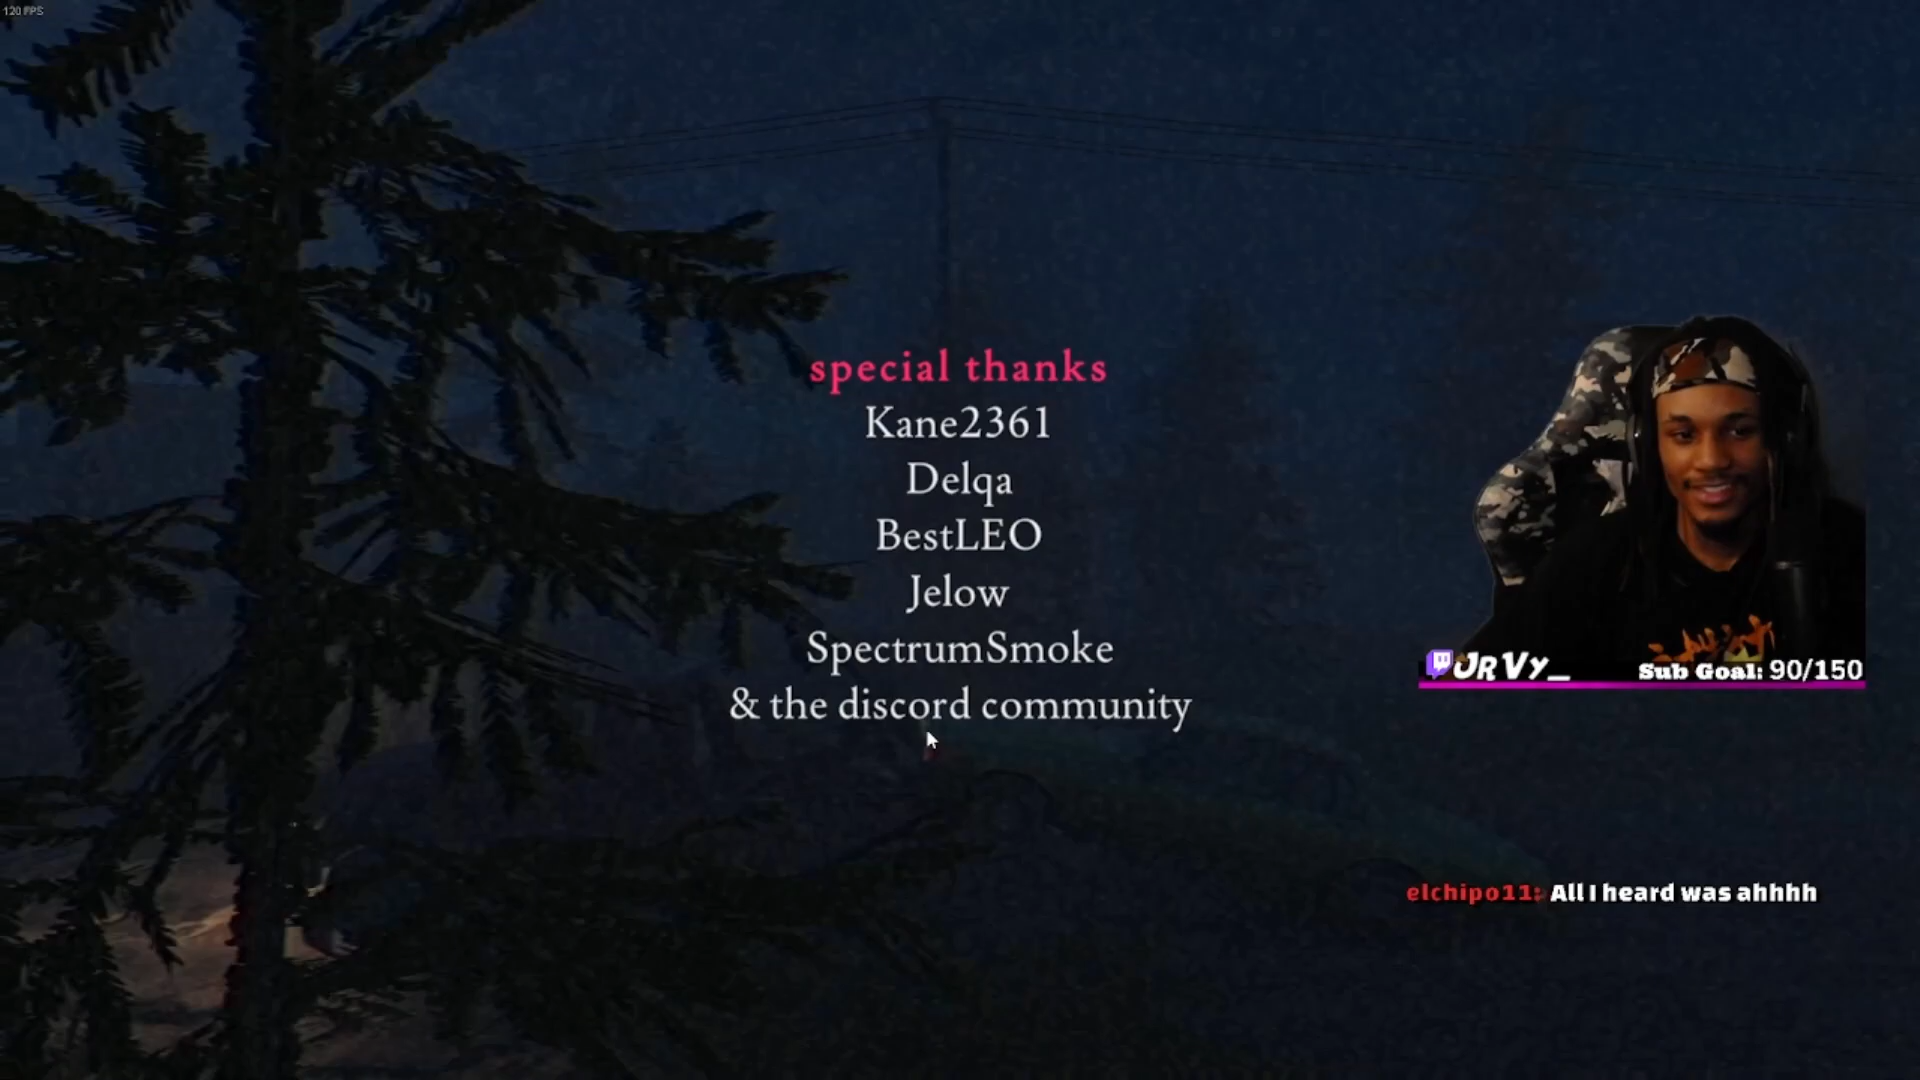 120 FPS
special thanks
Kane2361
Delqa
BestLEO
Jelow
SpectrumSmoke
& the discord community
JRVY_
Sub Goal: 90/150
elchipo11: All I heard was ahhhh